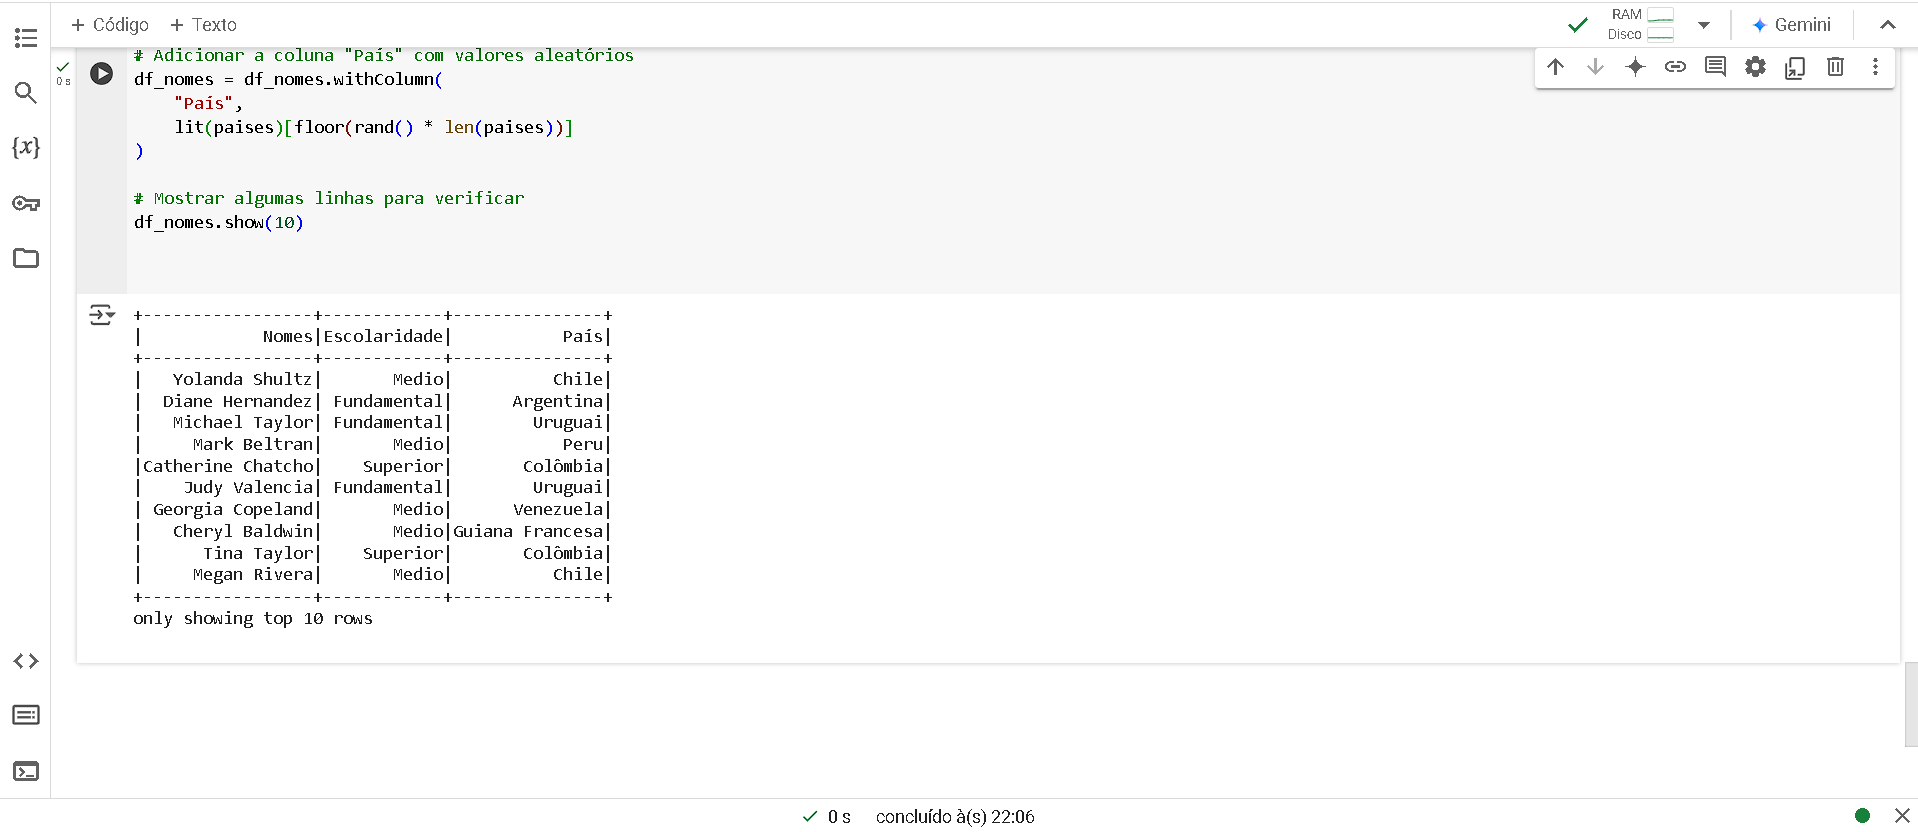 + Código + Texto
RAM
Disco
Gemini
{x}
0 s
# Adicionar a coluna "País" com valores aleatórios
df_nomes = df_nomes.withColumn(
    "País",
    lit(paises)[floor(rand() * len(paises))]
)
# Mostrar algumas linhas para verificar
df_nomes.show(10)
+-----------------+------------+---------------+
|            Nomes|Escolaridade|           País|
+-----------------+------------+---------------+
|   Yolanda Shultz|       Medio|          Chile|
|  Diane Hernandez| Fundamental|      Argentina|
|   Michael Taylor| Fundamental|        Uruguai|
|     Mark Beltran|       Medio|           Peru|
|Catherine Chatcho|    Superior|       Colômbia|
|    Judy Valencia| Fundamental|        Uruguai|
| Georgia Copeland|       Medio|      Venezuela|
|   Cheryl Baldwin|       Medio|Guiana Francesa|
|      Tina Taylor|    Superior|       Colômbia|
|     Megan Rivera|       Medio|          Chile|
+-----------------+------------+---------------+
only showing top 10 rows
0 s concluído à(s) 22:06